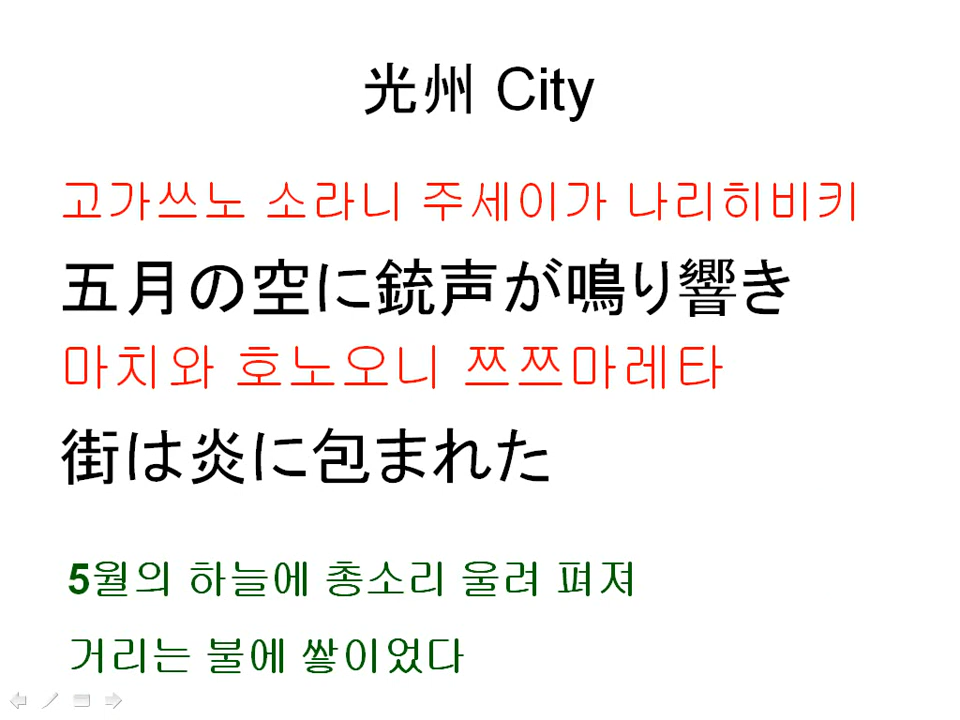 光州 City
고가쓰노 소라니 주세이가 나리히비키
五月の空に銃声が鳴り響き
마치와 호노오니 쯔쯔마레타
街は炎に包まれた
5월의 하늘에 총소리 울려 펴져
거리는 불에 쌓이었다